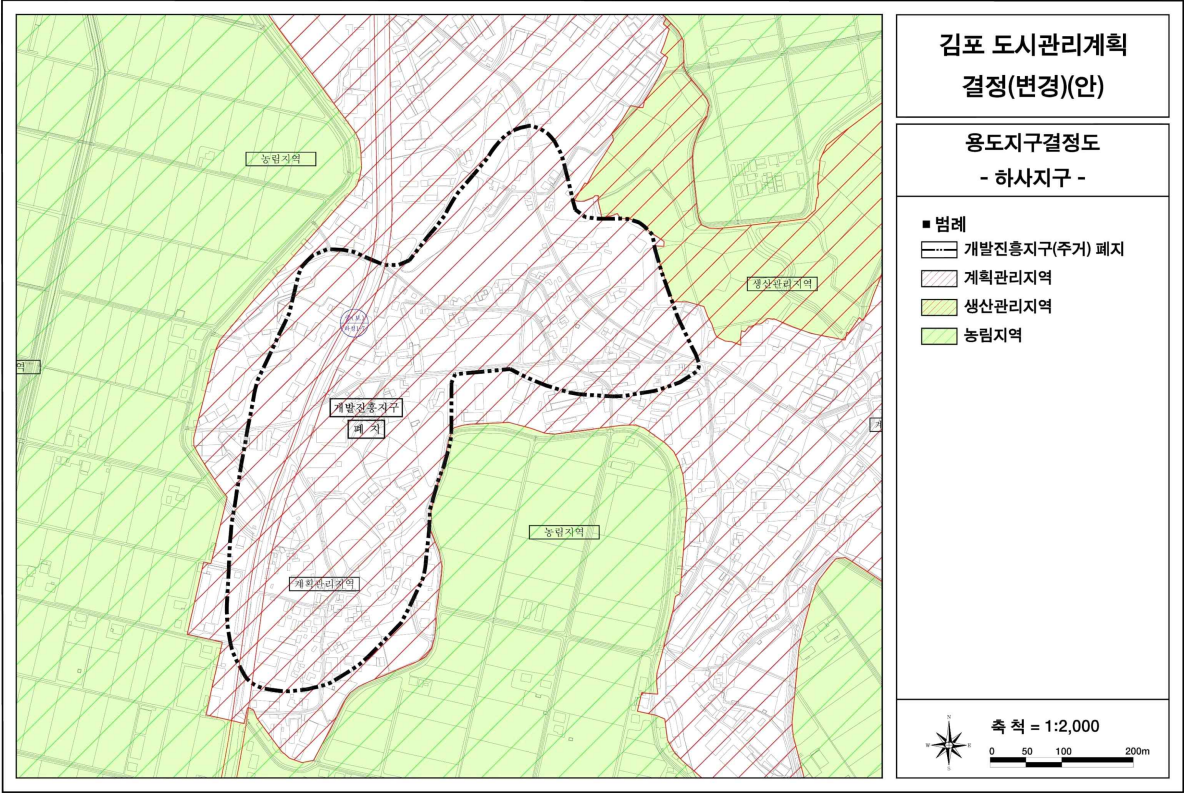 김포 도시관리계획
결정(변경)(안)
용도지구결정도
- 하사지구 -
■ 범례
개발진흥지구(주거) 폐지
계획관리지역
생산관리지역
농림지역
축 척 = 1:2,000
0 50 100 200m
N
W
S
농림지역
생산관리지역
역
개발진흥지구
폐 지
농림지역
계획관리지역